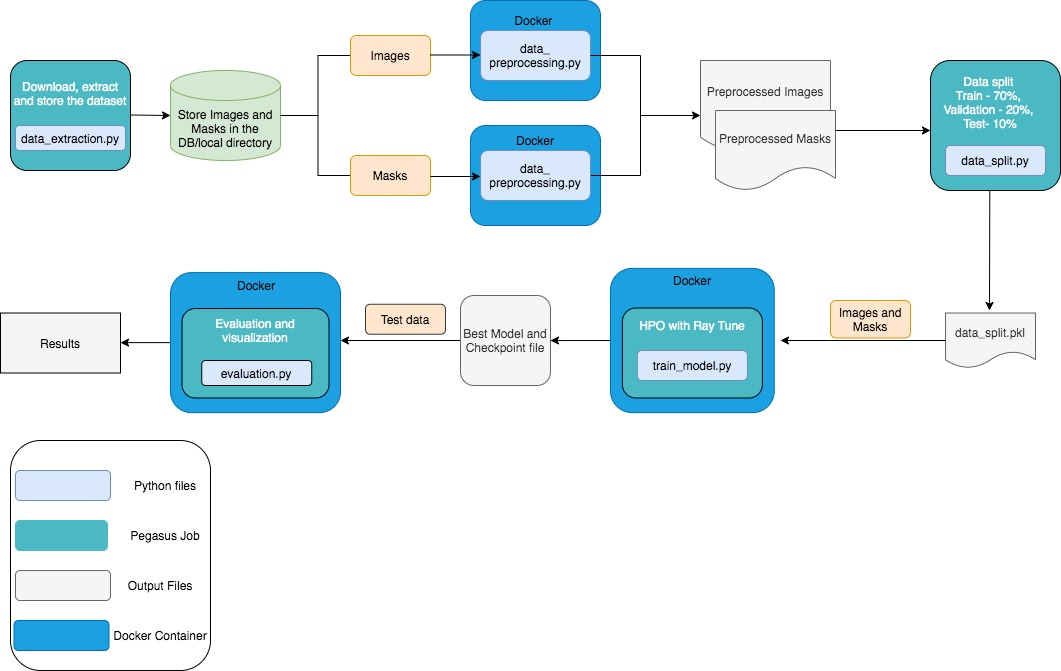 Download, extract
and store the dataset
data_extraction.py
Store Images and
Masks in the
DB/local directory
Images
Masks
Docker
data_
preprocessing.py
Docker
data_
preprocessing.py
Preprocessed Images
Preprocessed Masks
Data split
Train - 70%,
Validation - 20%,
Test- 10%
data_split.py
data_split.pkl
Images and
Masks
Docker
HPO with Ray Tune
train_model.py
Best Model and
Checkpoint file
Test data
Docker
Evaluation and
visualization
evaluation.py
Results
Python files
Pegasus Job
Output Files
Docker Container